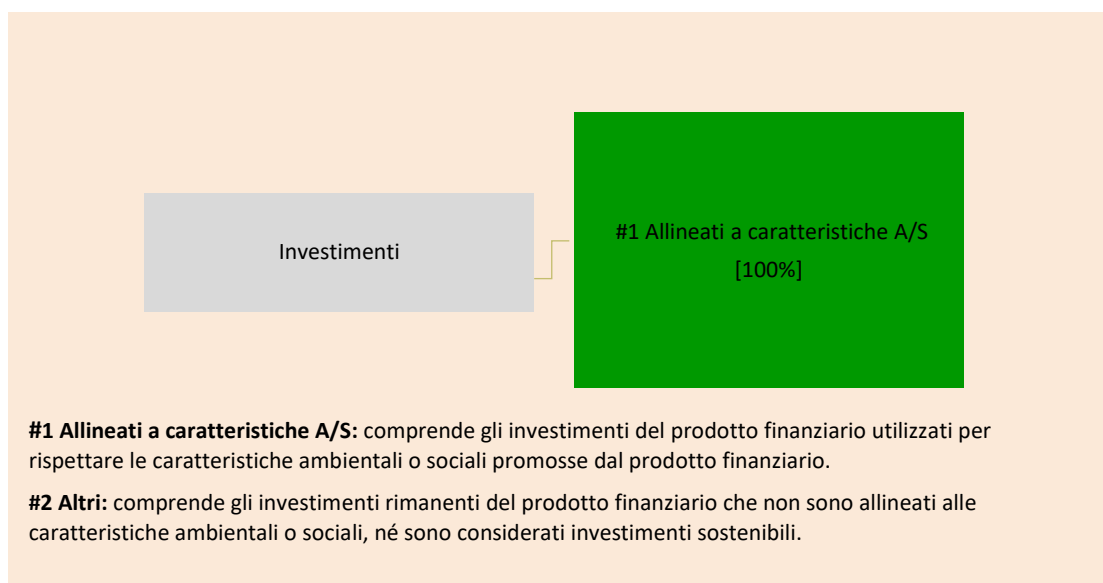 Investimenti
#1 Allineati a caratteristiche A/S
[100%]
#1 Allineati a caratteristiche A/S: comprende gli investimenti del prodotto finanziario utilizzati per
rispettare le caratteristiche ambientali o sociali promosse dal prodotto finanziario.
#2 Altri: comprende gli investimenti rimanenti del prodotto finanziario che non sono allineati alle
caratteristiche ambientali o sociali, né sono considerati investimenti sostenibili.